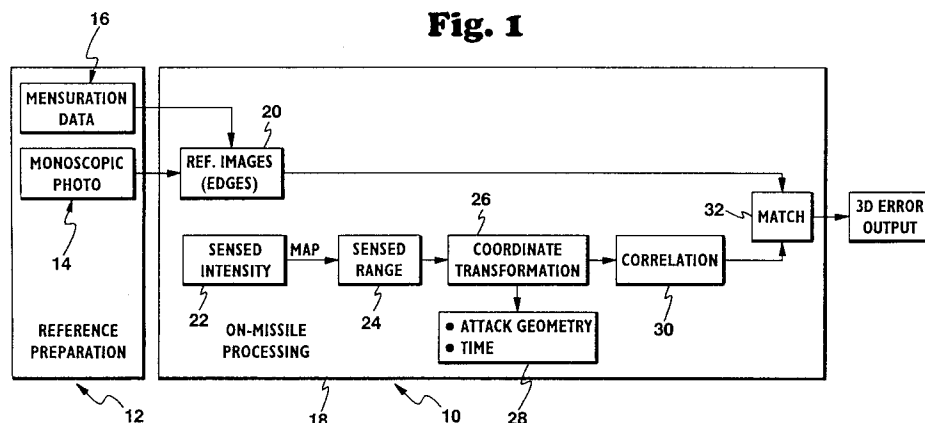 Fig. 1
16
MENSURATION
DATA
MONOSCOPIC
PHOTO
14
REFERENCE
PREPARATION
12
20
REF. IMAGES
(EDGES)
SENSED
INTENSITY
22
MAP
SENSED
RANGE
24
26
COORDINATE
TRANSFORMATION
● ATTACK GEOMETRY
● TIME
28
CORRELATION
30
32
MATCH
3D ERROR
OUTPUT
ON-MISSILE
PROCESSING
18
10